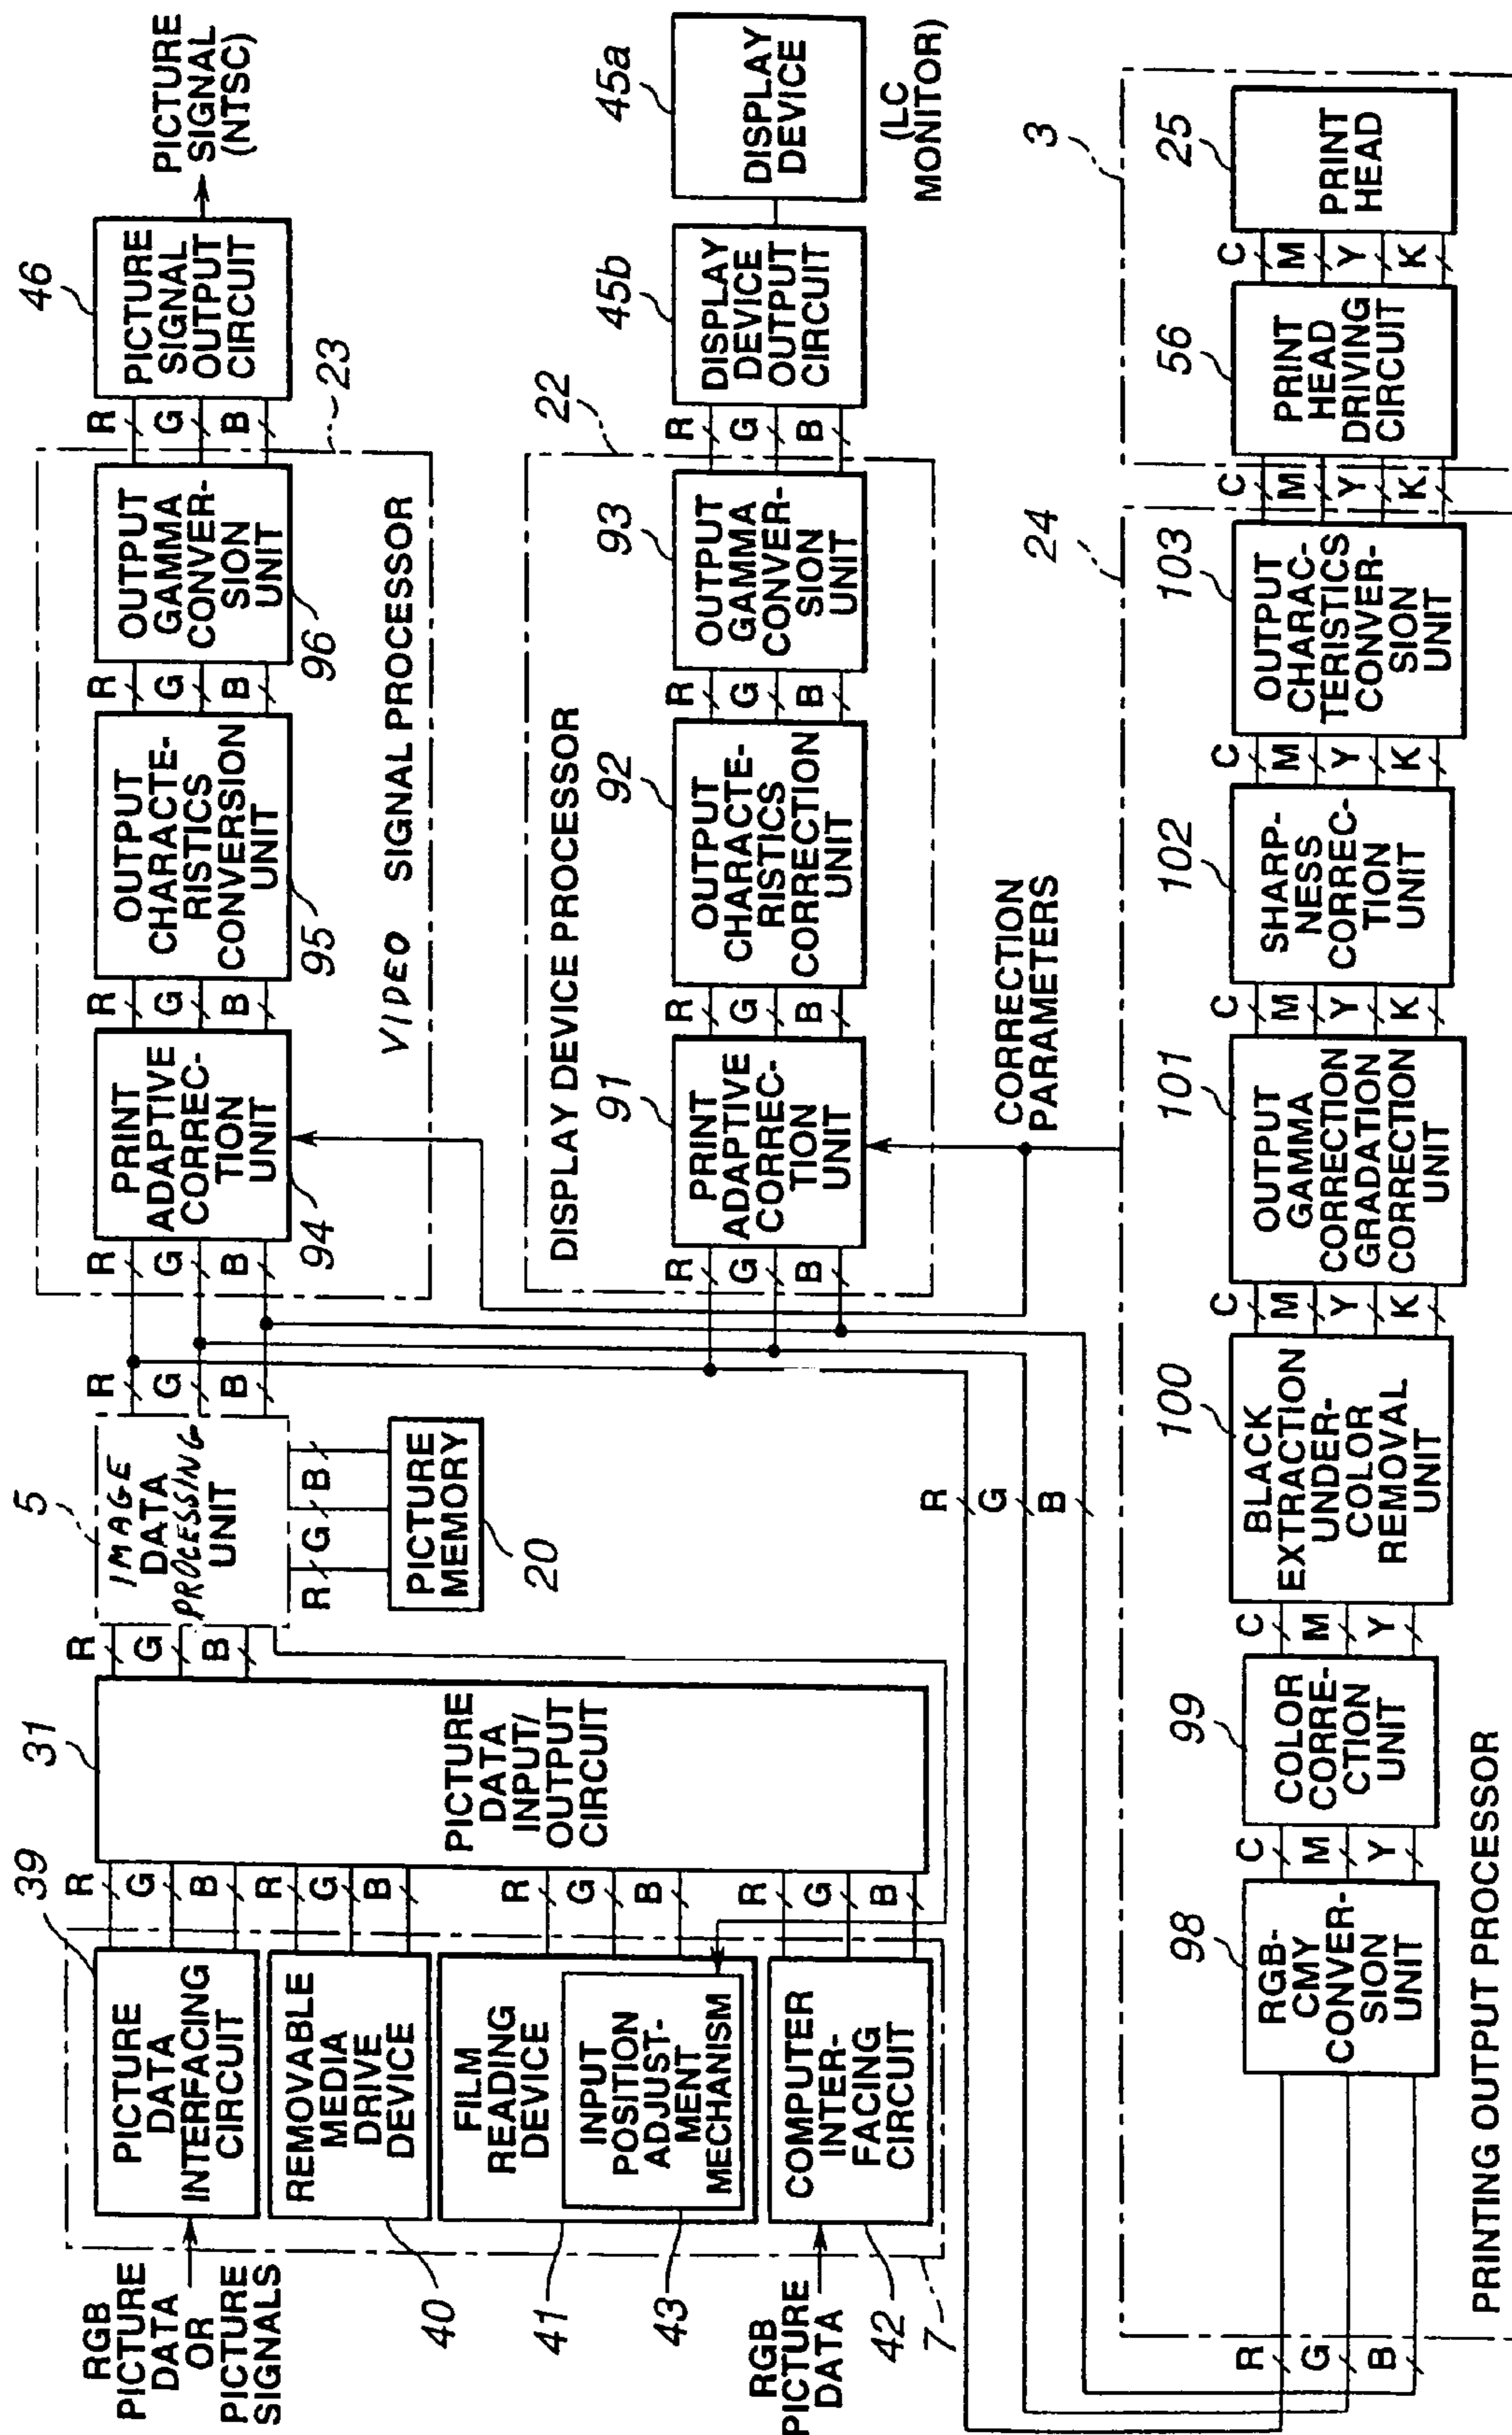 RGB
PICTURE
DATA
OR
PICTURE
SIGNALS
39
PICTURE
DATA
INTERFACING
CIRCUIT
R
G
B
40
REMOVABLE
MEDIA
DRIVE
DEVICE
R
G
B
41
FILM
READING
DEVICE
43
INPUT
POSITION
ADJUST-
MENT
MECHANISM
R
G
B
RGB
PICTURE
DATA
42
COMPUTER
INTER-
FACING
CIRCUIT
R
G
B
7
31
PICTURE
DATA
INPUT/
OUTPUT
CIRCUIT
R
G
B
5
IMAGE
DATA
PROCESSING
UNIT
R
G
B
PICTURE
MEMORY
20
R
G
B
R
G
B
PRINT
ADAPTIVE
CORREC-
TION
UNIT
94
R
G
B
OUTPUT
CHARACTE-
RISTICS
CONVERSION
UNIT
95
R
G
B
OUTPUT
GAMMA
CONVER-
SION
UNIT
96
VIDEO SIGNAL PROCESSOR
23
R
G
B
46
PICTURE
SIGNAL
OUTPUT
CIRCUIT
PICTURE
SIGNAL
(NTSC)
DISPLAY DEVICE PROCESSOR
22
R
G
B
91
PRINT
ADAPTIVE
CORREC-
TION
UNIT
R
G
B
92
OUTPUT
CHARACTE-
RISTICS
CORRECTION
UNIT
R
G
B
93
OUTPUT
GAMMA
CONVER-
SION
UNIT
R
G
B
45b
DISPLAY
DEVICE
OUTPUT
CIRCUIT
45a
DISPLAY
DEVICE
(LC
MONITOR)
R
G
B
CORRECTION
PARAMETERS
24
3
R
G
B
98
RGB-
CMY
CONVER-
SION
UNIT
C
M
Y
99
COLOR
CORRE-
CTION
UNIT
C
M
Y
100
BLACK
EXTRACTION
UNDER-
COLOR
REMOVAL
UNIT
C
M
Y
K
101
OUTPUT
GAMMA
CORRECTION
GRADATION
CORRECTION
UNIT
C
M
Y
K
102
SHARP-
NESS
CORREC-
TION
UNIT
C
M
Y
K
103
OUTPUT
CHARAC-
TERISTICS
CONVER-
SION
UNIT
C
M
Y
K
56
PRINT
HEAD
DRIVING
CIRCUIT
C
M
Y
K
25
PRINT
HEAD
PRINTING OUTPUT PROCESSOR